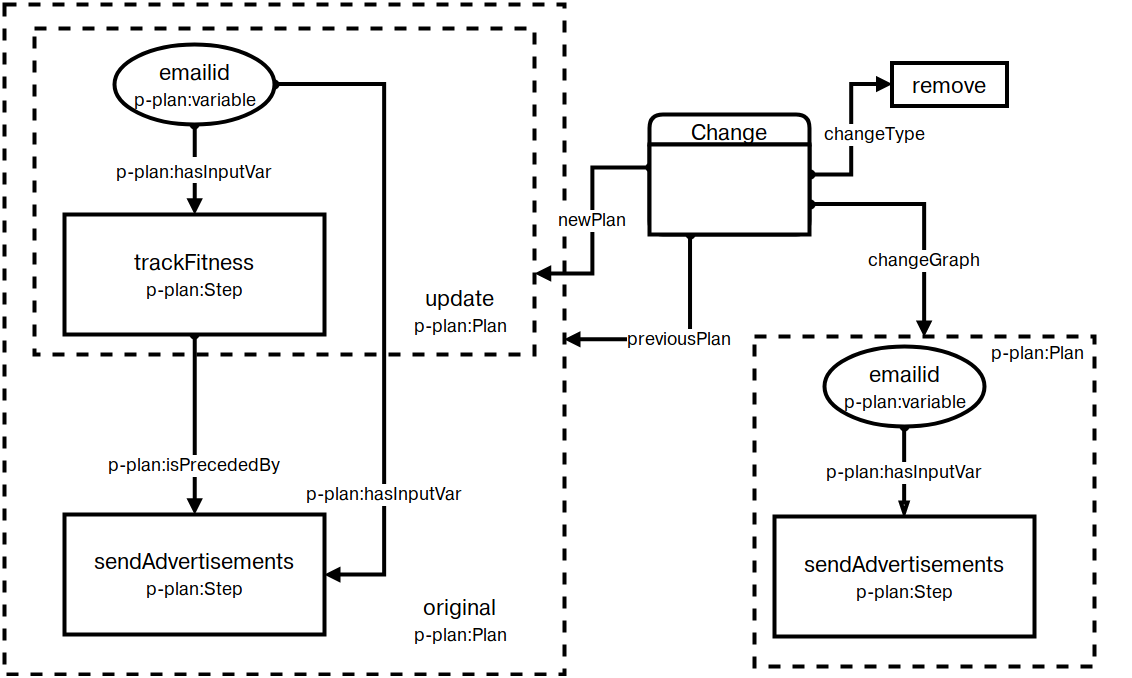 emailid
p-plan:variable
p-plan:hasInputVar
trackFitness
p-plan:Step
update
p-plan:Plan
p-plan:isPrecededBy
p-plan:hasInputVar
sendAdvertisements
p-plan:Step
original
p-plan:Plan
Change
remove
changeType
newPlan
changeGraph
previousPlan
p-plan:Plan
emailid
p-plan:variable
p-plan:hasInputVar
sendAdvertisements
p-plan:Step